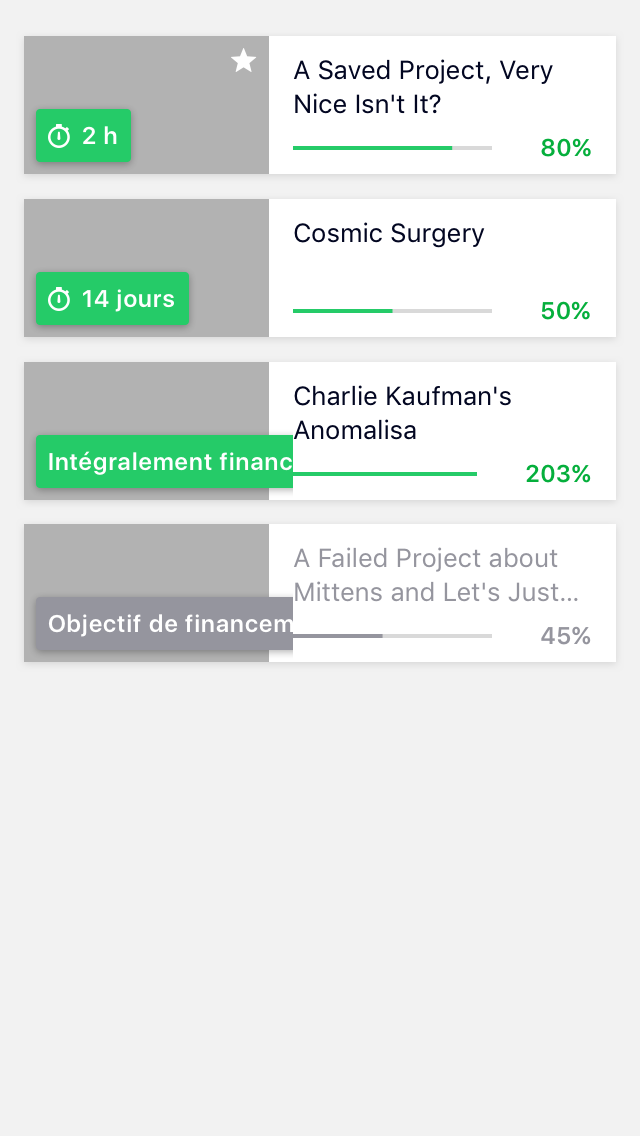 A Saved Project, Very
Nice Isn't It?
2 h
80%
Cosmic Surgery
14 jours
50%
Charlie Kaufman's
Anomalisa
Intégralement financ
203%
A Failed Project about
Mittens and Let's Just...
Objectif de financem
45%